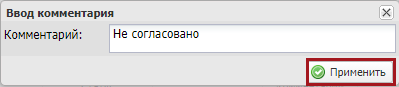 Ввод комментария
Комментарий: Не согласовано
Применить